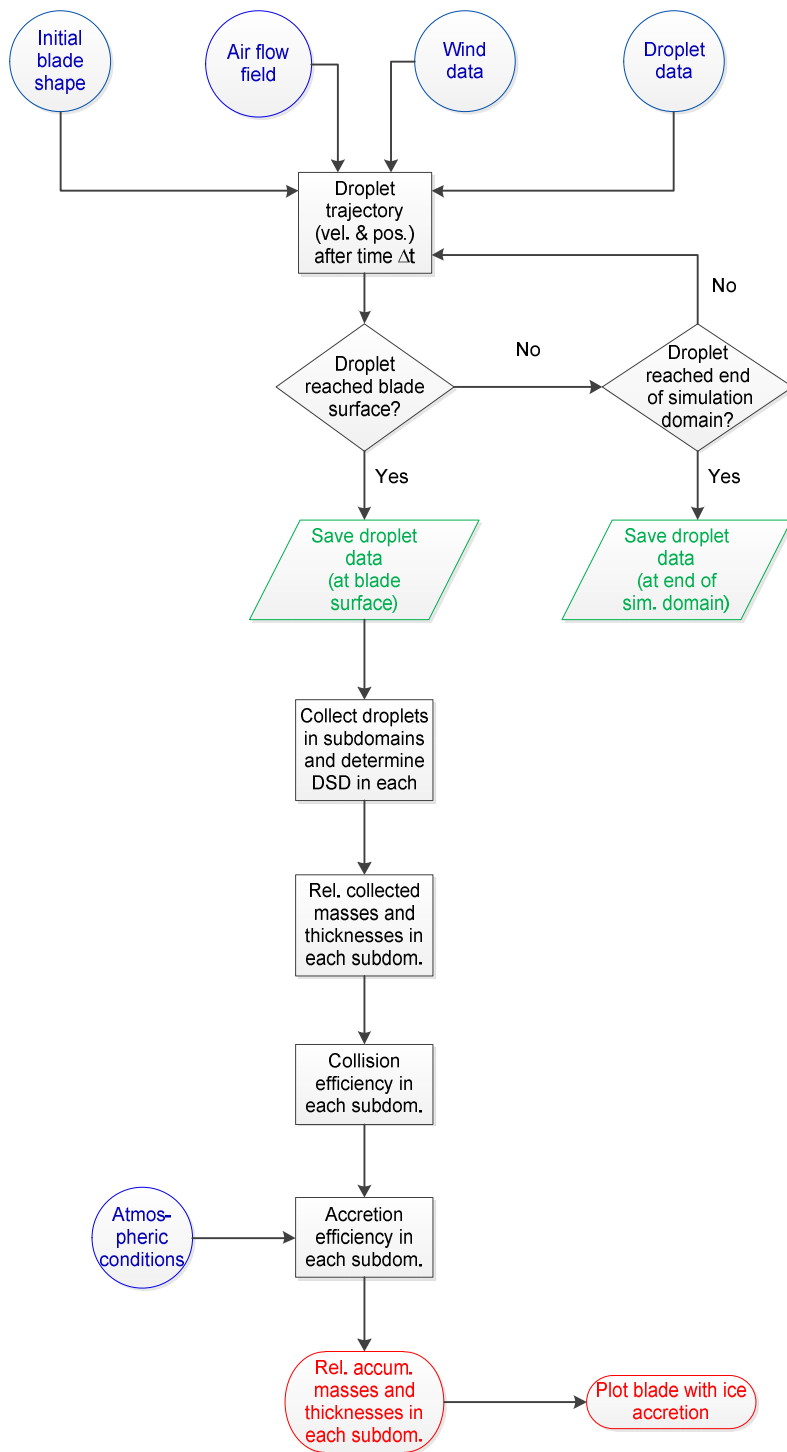 Initial
blade
shape
Air flow
field
Wind
data
Droplet
data
Droplet
trajectory
(vel. & pos.)
after time Δt
No
Droplet
reached blade
surface?
No
Droplet
reached end
of simulation
domain?
Yes
Yes
Save droplet
data
(at blade
surface)
Save droplet
data
(at end of
sim. domain)
Collect droplets
in subdomains
and determine
DSD in each
Rel. collected
masses and
thicknesses in
each subdom.
Collision
efficiency in
each subdom.
Atmos-
pheric
conditions
Accretion
efficiency in
each subdom.
Rel. accum.
masses and
thicknesses in
each subdom.
Plot blade with ice
accretion